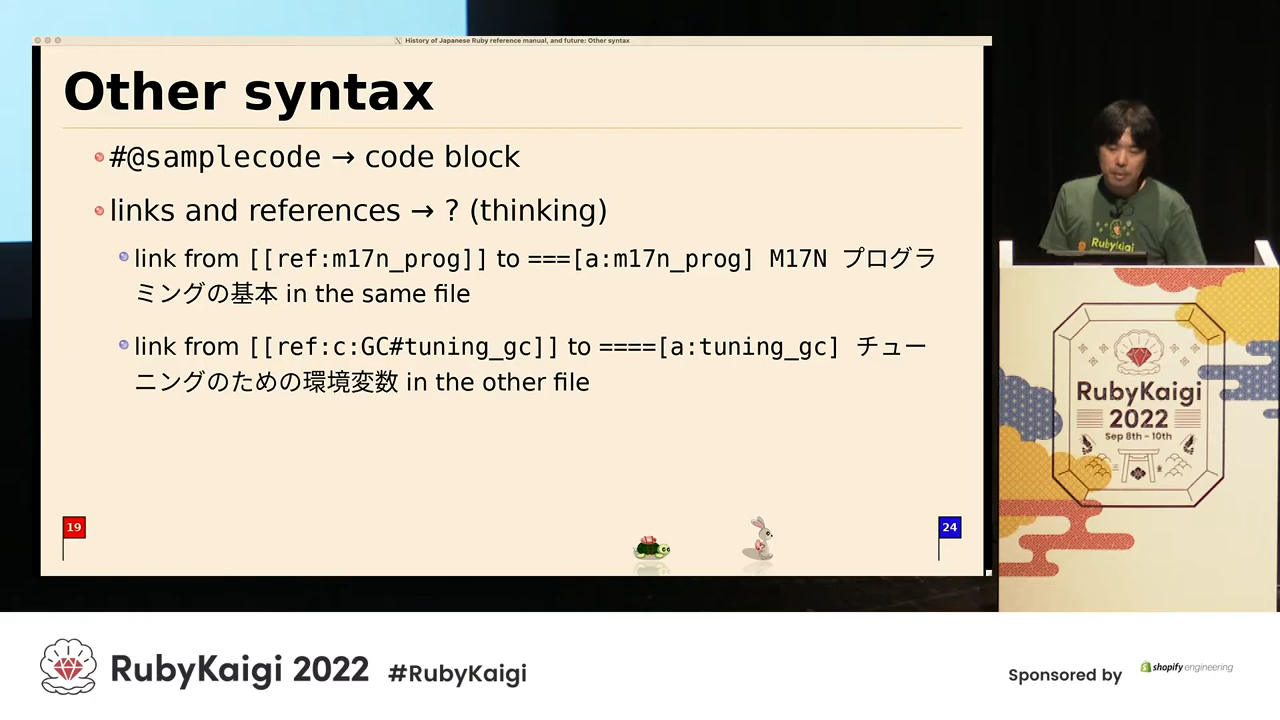 History of Japanese Ruby reference manual, and future: Other syntax
Other syntax
#@samplecode → code block
links and references → ? (thinking)
link from [[ref:m17n_prog]] to ===[a:m17n_prog] M17N プログラ
ミングの基本 in the same file
link from [[ref:c:GC#tuning_gc]] to ====[a:tuning_gc] チュー
ニングのための環境変数 in the other file
19
24
RubyKaigi
RubyKaigi
2022
Sep 8th - 10th
RubyKaigi 2022 #RubyKaigi
Sponsored by shopify engineering